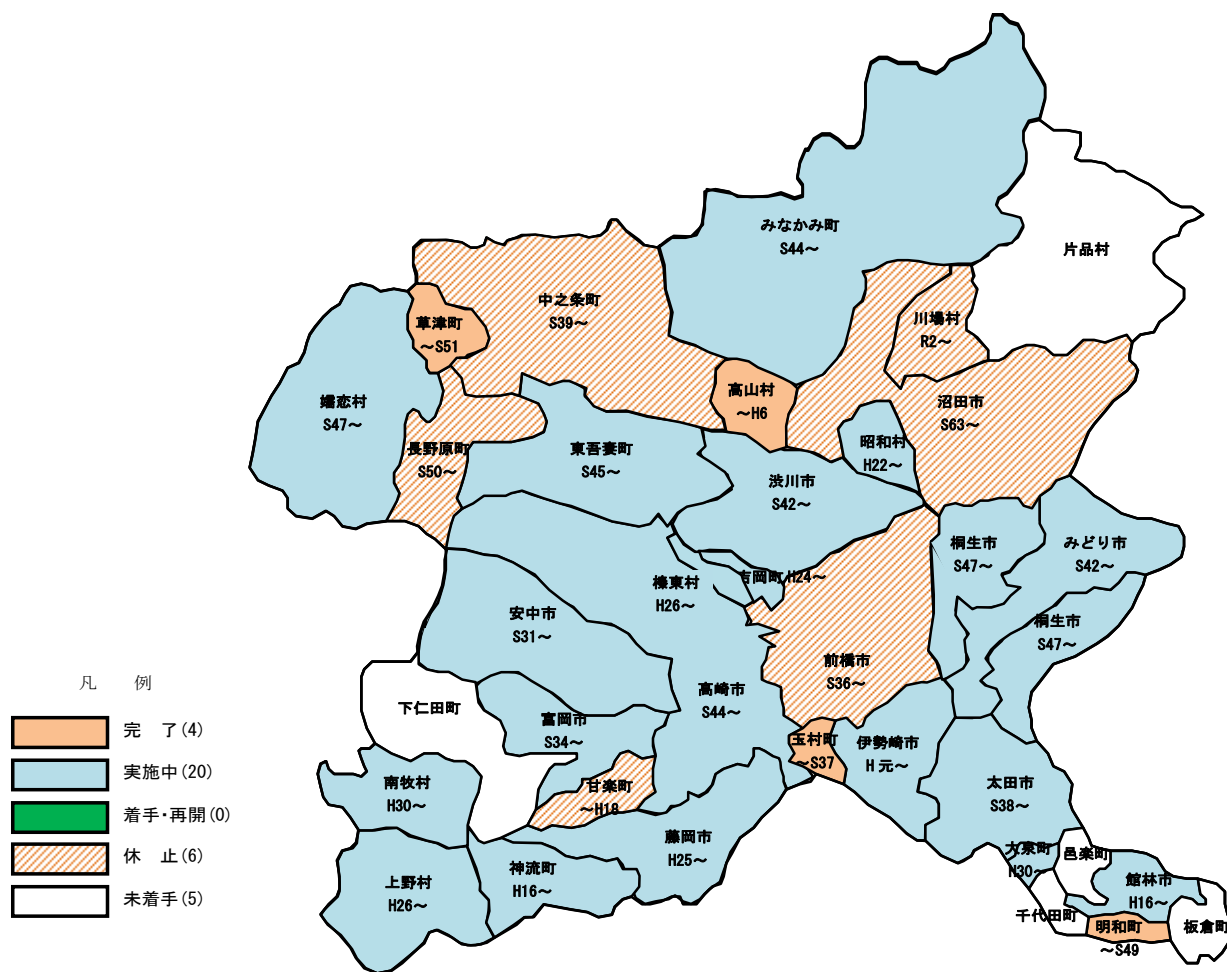 みなかみ町
S44～
片品村
中之条町
S39～
草津町
～S51
川場村
R2～
嬬恋村
S47～
高山村
～H6
沼田市
S63～
長野原町
S50～
東吾妻町
S45～
昭和村
H22～
渋川市
S42～
桐生市
S47～
みどり市
S42～
吉岡町 H24～
榛東村
H26～
安中市
S31～
桐生市
S47～
前橋市
S36～
高崎市
S44～
下仁田町
富岡市
S34～
玉村町
～S37
伊勢崎市
H元～
南牧村
H30～
甘楽町
～H18
太田市
S38～
藤岡市
H25～
大泉町
H30～
邑楽町
神流町
H16～
上野村
H26～
館林市
H16～
千代田町
明和町
～S49
板倉町
凡 例
完 了(4)
実施中(20)
着手・再開(0)
休 止(6)
未着手(5)